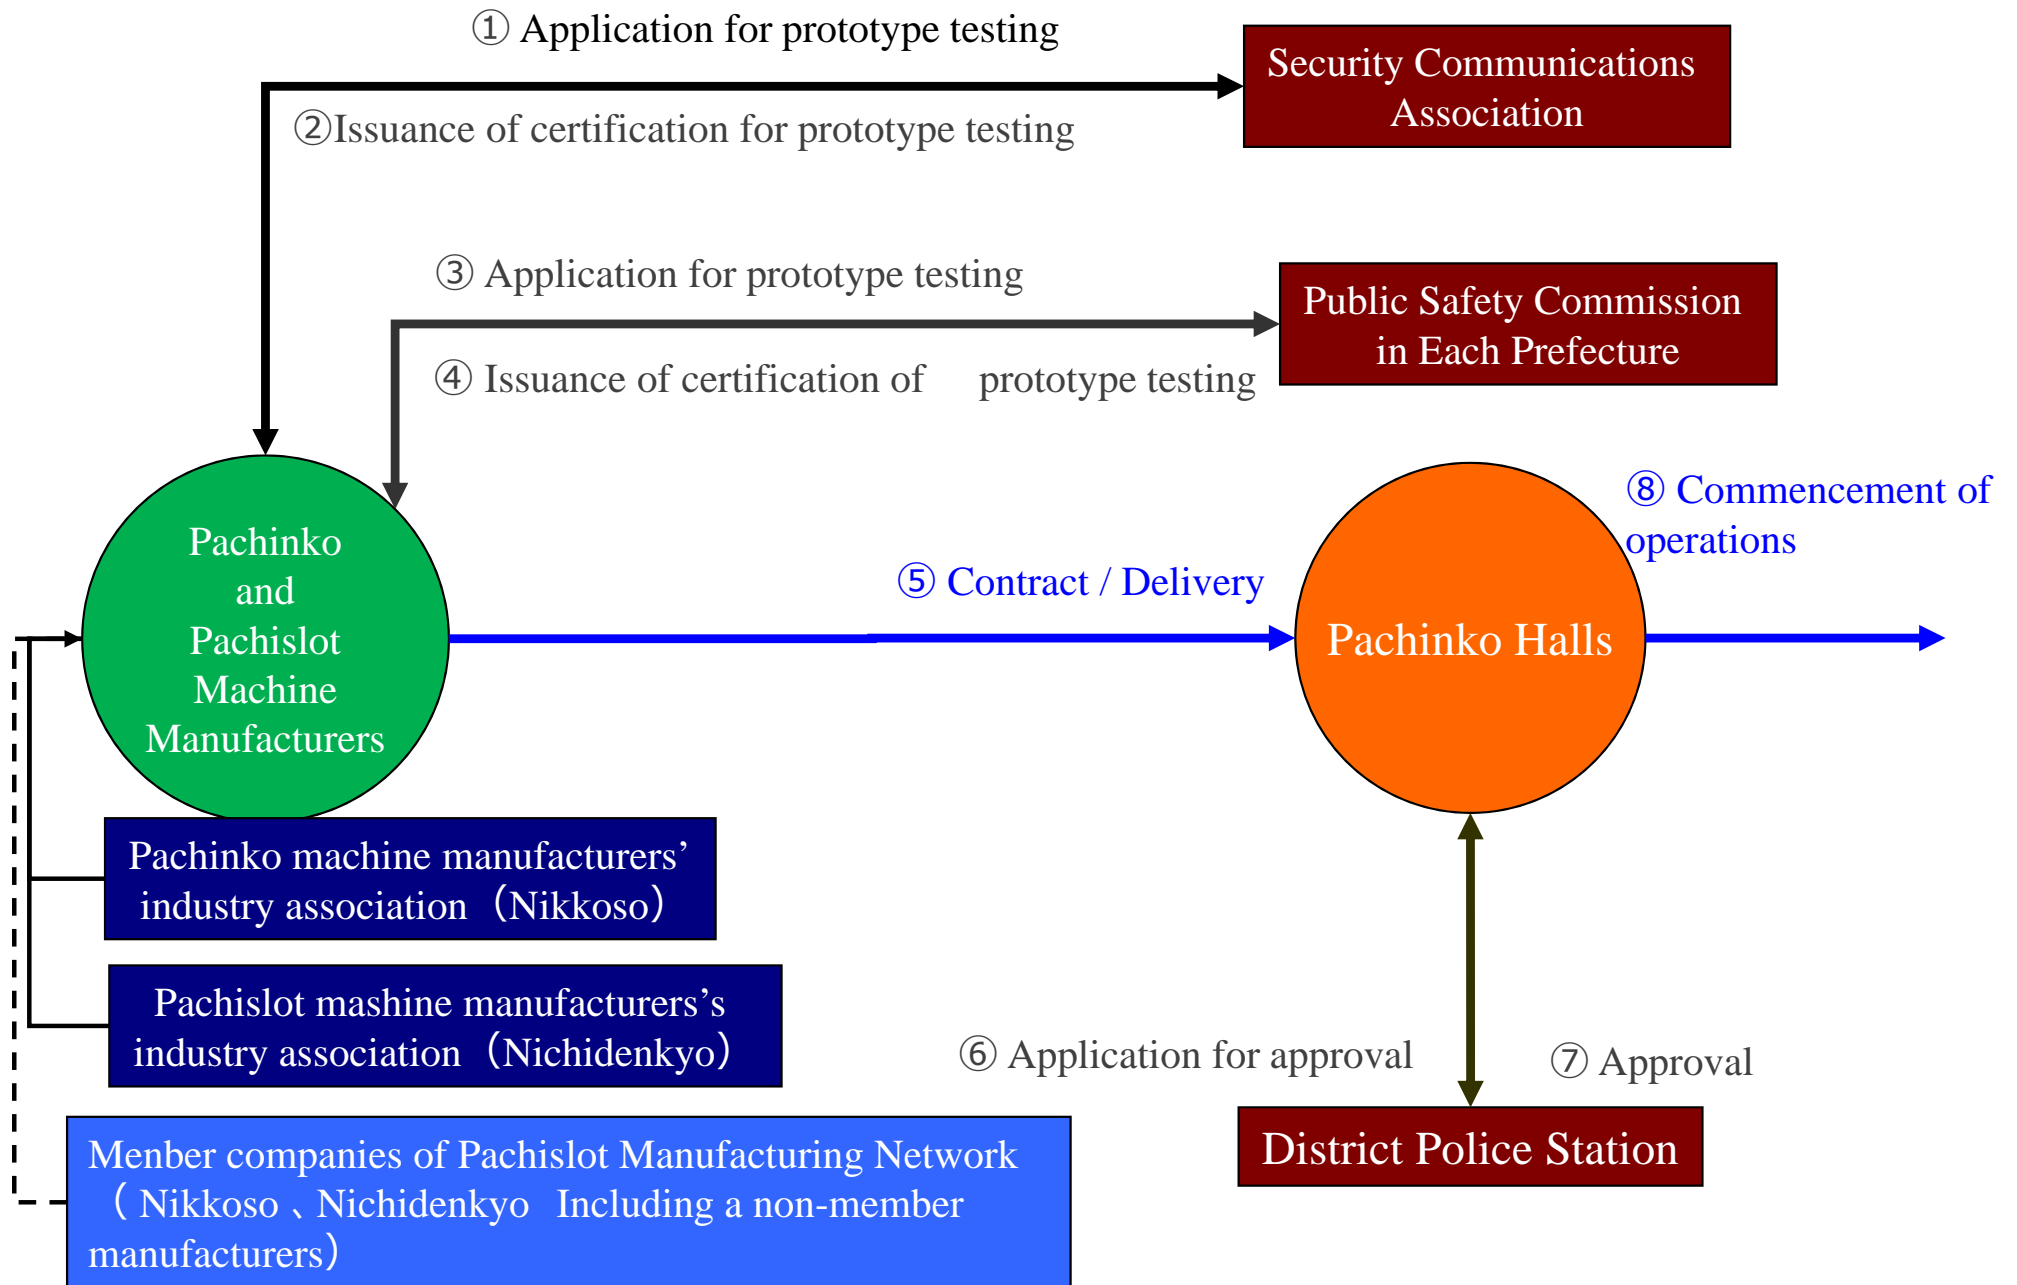 ① Application for prototype testing
Security Communications
Association
②Issuance of certification for prototype testing
③ Application for prototype testing
Public Safety Commission
in Each Prefecture
④ Issuance of certification of prototype testing
Pachinko
and
Pachislot
Machine
Manufacturers
⑤ Contract / Delivery
Pachinko Halls
⑧ Commencement of
operations
Pachinko machine manufacturers’
industry association（Nikkoso）
Pachislot mashine manufacturers’s
industry association（Nichidenkyo）
⑥ Application for approval
⑦ Approval
District Police Station
Menber companies of Pachislot Manufacturing Network
（ Nikkoso 、Nichidenkyo Including a non-member
manufacturers）